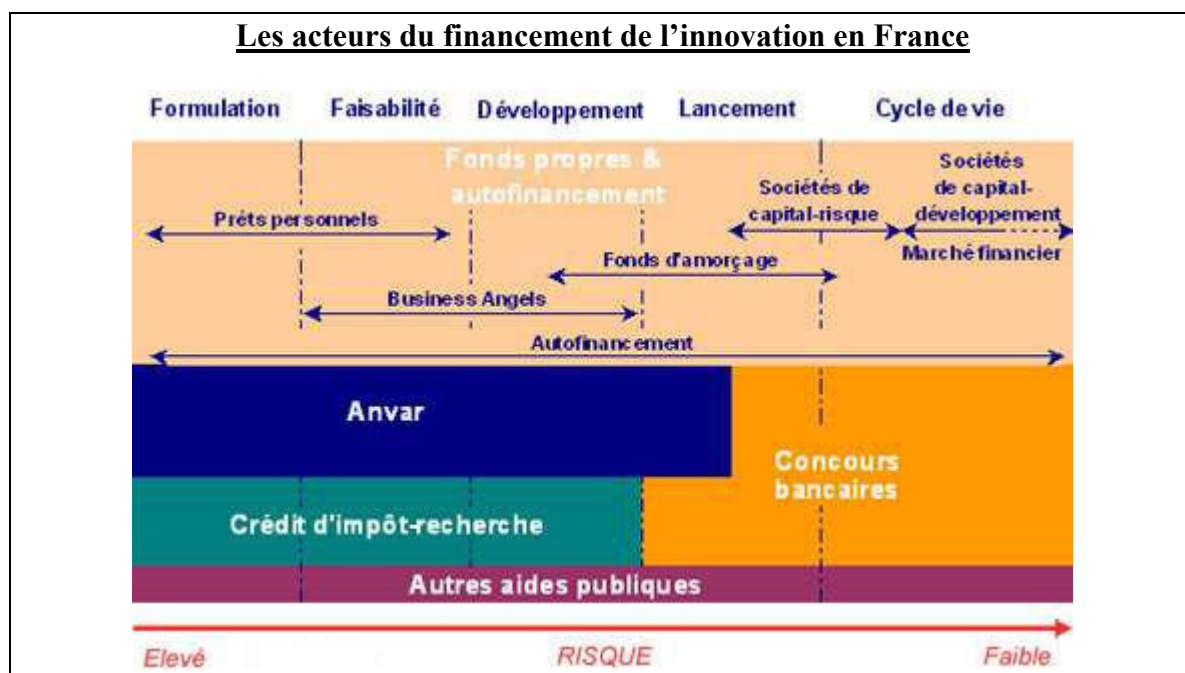 Les acteurs du financement de l’innovation en France
Formulation
Faisabilité
Développement
Lancement
Cycle de vie
Fonds propres &
autofinancement
Sociétés de
capital-risque
Sociétés
de capital-
développement
Prêts personnels
Marché financier
Fonds d'amorçage
Business Angels
Autofinancement
Anvar
Concours
bancaires
Crédit d'impôt-recherche
Autres aides publiques
Elevé
RISQUE
Faible